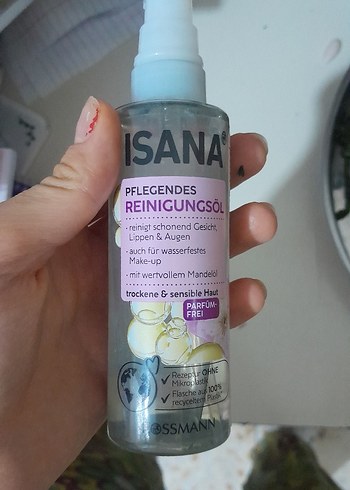 ISANA
PFLEGENDES
REINIGUNGSÖL
· reinigt schonend Gesicht,
Lippen & Augen
· auch für wasserfestes
Make-up
· mit wertvollem Mandelöl
trockene & sensible Haut
PARFÜM-
FREI
Rezeptur OHNE
Mikroplastik
Flasche aus 100%
recyceltem Plastik
ROSSMANN